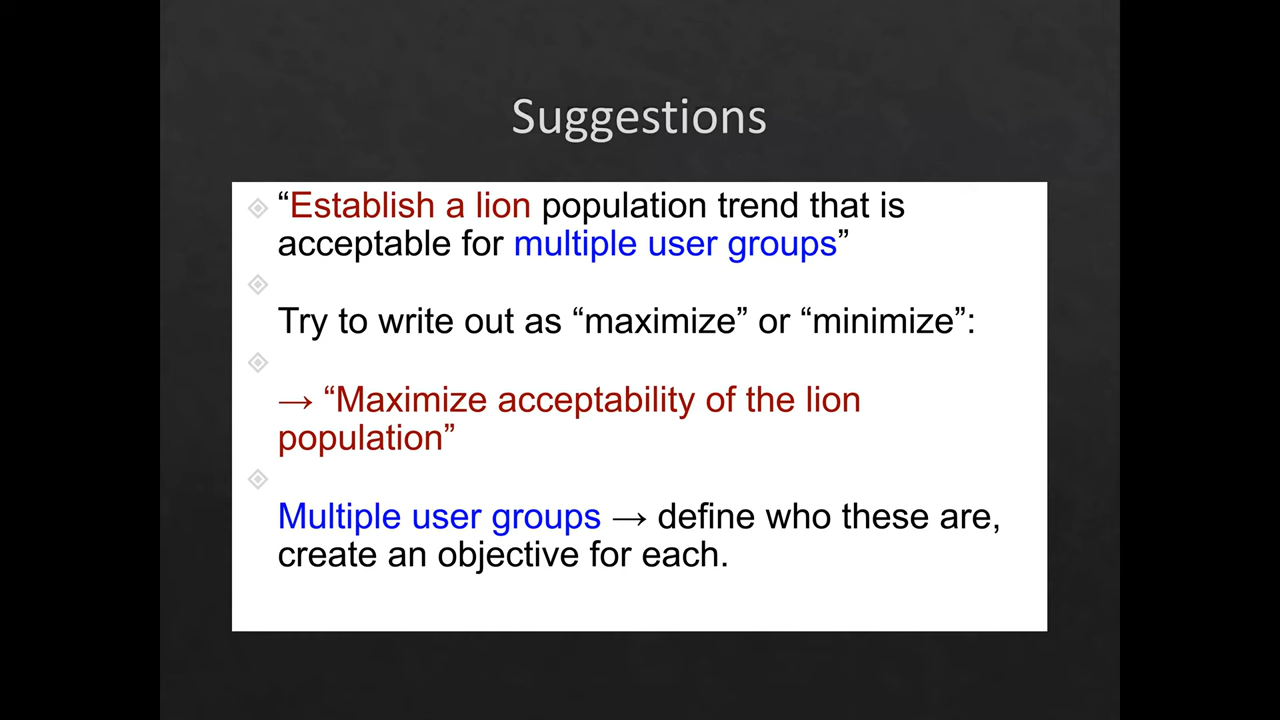 Suggestions
“Establish a lion population trend that is
acceptable for multiple user groups”
Try to write out as “maximize” or “minimize”:
→ “Maximize acceptability of the lion
population”
Multiple user groups → define who these are,
create an objective for each.